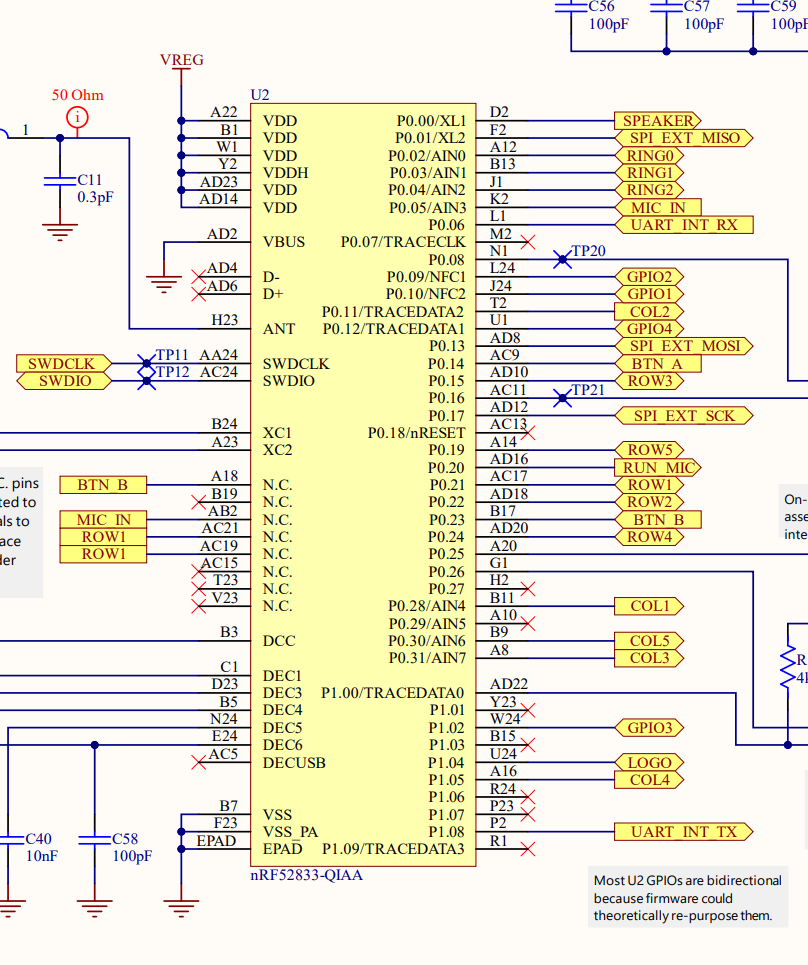 C56
100pF
C57
100pF
C59
100pF
VREG
50 Ohm
i
1
C11
0.3pF
U2
A22 VDD
B1 VDD
W1 VDD
Y2 VDDH
AD23 VDD
AD14 VDD
AD2 VBUS
AD4 D-
AD6 D+
H23 ANT
SWDCLK TP11 AA24 SWDCLK
SWDIO TP12 AC24 SWDIO
B24 XC1
A23 XC2
BTN_B A18 N.C.
B19 N.C.
MIC_IN AB2 N.C.
ROW1 AC21 N.C.
ROW1 AC19 N.C.
AC15 N.C.
T23 N.C.
V23 N.C.
B3 DCC
C1 DEC1
D23 DEC3
B5 DEC4
N24 DEC5
E24 DEC6
AC5 DECUSB
B7 VSS
F23 VSS_PA
EPAD EPAD
P0.00/XL1 D2 SPEAKER
P0.01/XL2 F2 SPI_EXT_MISO
P0.02/AIN0 A12 RING0
P0.03/AIN1 B13 RING1
P0.04/AIN2 J1 RING2
P0.05/AIN3 K2 MIC_IN
P0.06 L1 UART_INT_RX
P0.07/TRACECLK M2
P0.08 N1 TP20
P0.09/NFC1 L24 GPIO2
P0.10/NFC2 J24 GPIO1
P0.11/TRACEDATA2 T2 COL2
P0.12/TRACEDATA1 U1 GPIO4
P0.13 AD8 SPI_EXT_MOSI
P0.14 AC9 BTN_A
P0.15 AD10 ROW3
P0.16 AC11 TP21
P0.17 AD12 SPI_EXT_SCK
P0.18/nRESET AC13
P0.19 A14 ROW5
P0.20 AD16 RUN_MIC
P0.21 AC17 ROW1
P0.22 AD18 ROW2
P0.23 B17 BTN_B
P0.24 AD20 ROW4
P0.25 A20
P0.26 G1
P0.27 H2
P0.28/AIN4 B11 COL1
P0.29/AIN5 A10
P0.30/AIN6 B9 COL5
P0.31/AIN7 A8 COL3
P1.00/TRACEDATA0 AD22
P1.01 Y23
P1.02 W24 GPIO3
P1.03 B15
P1.04 U24 LOGO
P1.05 A16 COL4
P1.06 R24
P1.07 P23
P1.08 P2 UART_INT_TX
P1.09/TRACEDATA3 R1
nRF52833-QIAA
C. pins
ted to
als to
ace
der
On-
asse
inte
R
4
C40
10nF
C58
100pF
Most U2 GPIOs are bidirectional
because firmware could
theoretically re-purpose them.